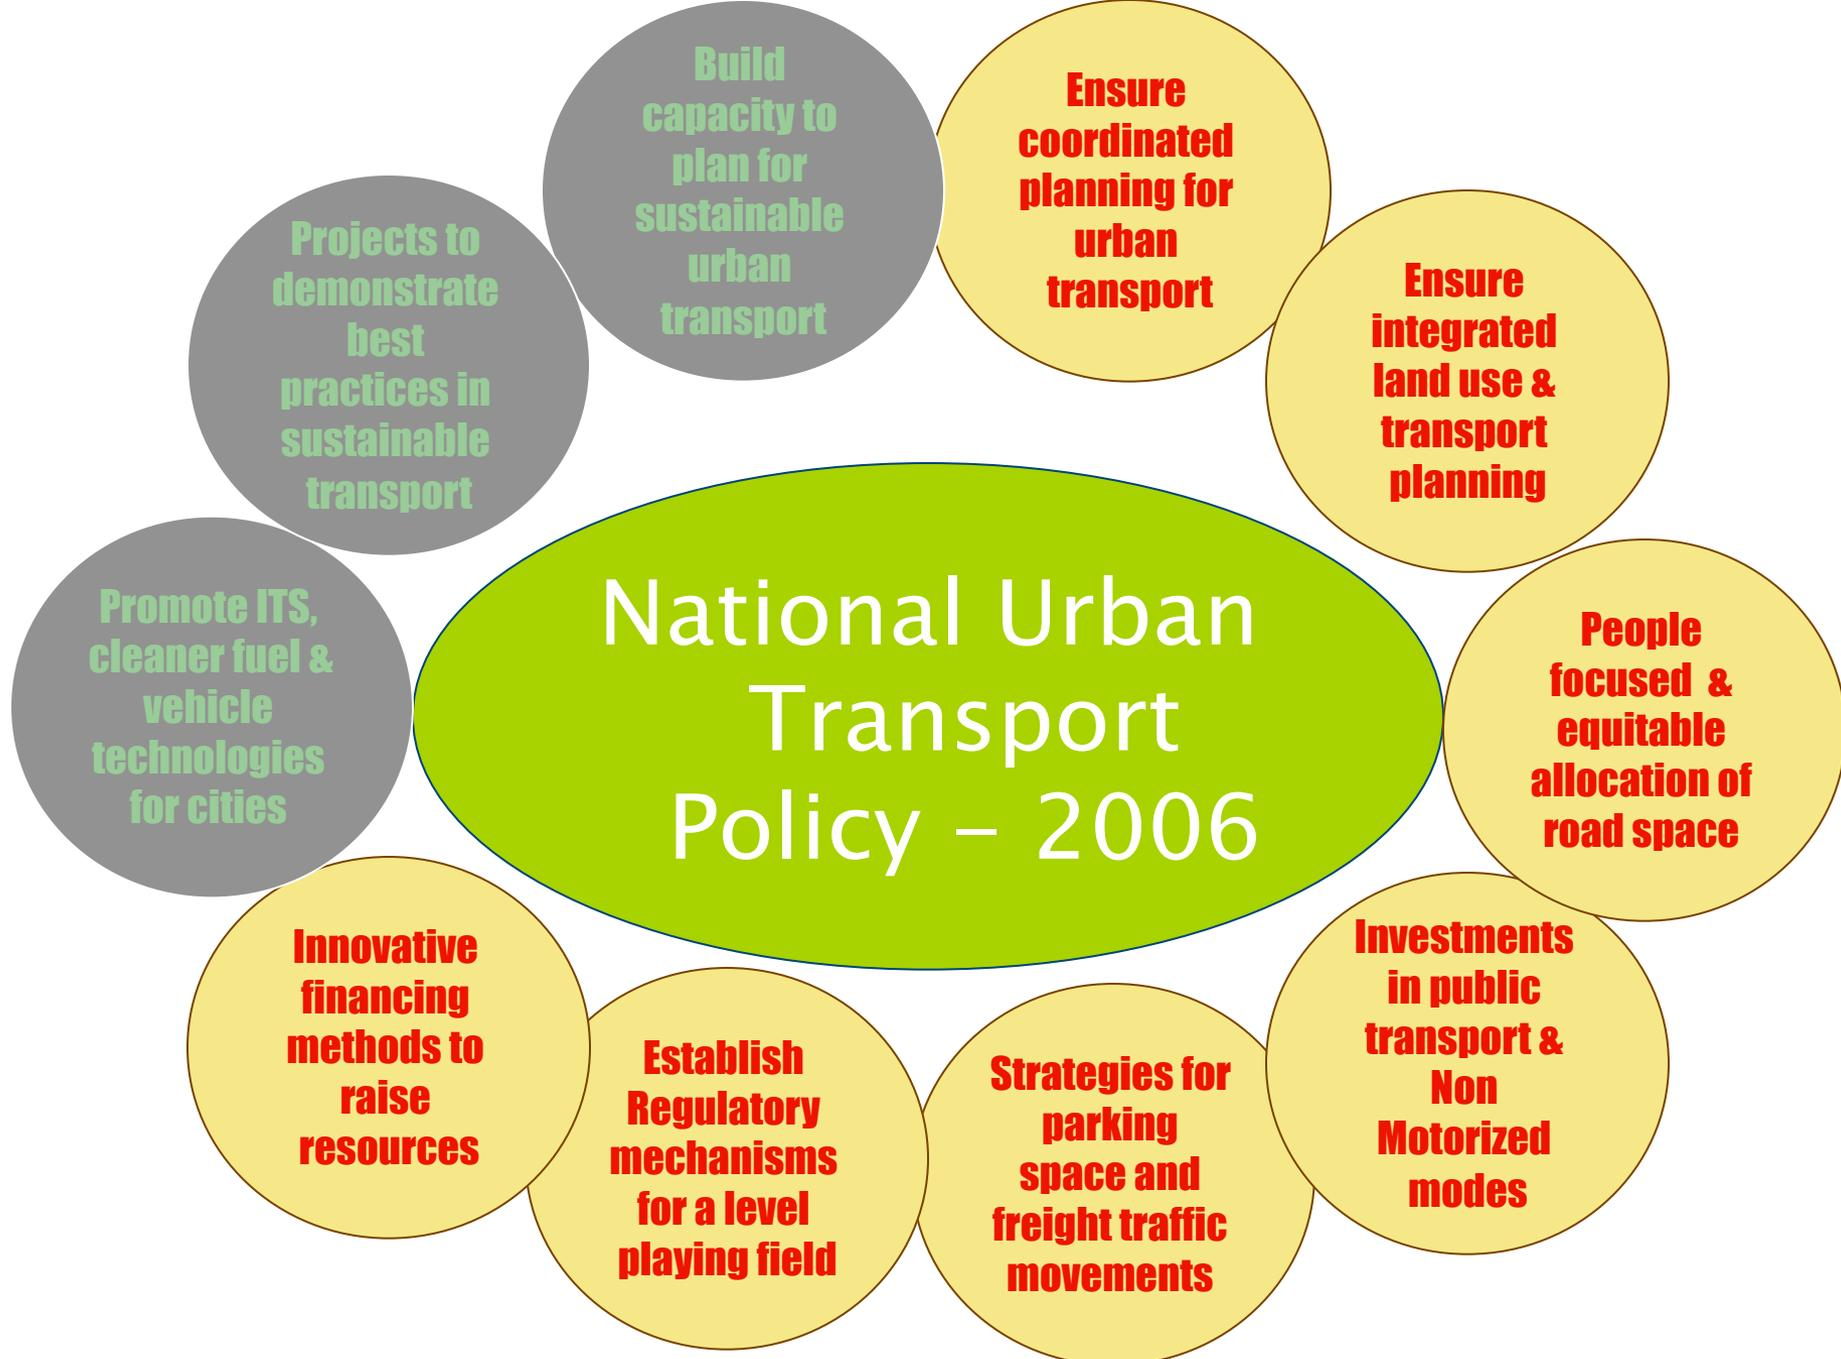 Build
capacity to
plan for
sustainable
urban
transport
Ensure
coordinated
planning for
urban
transport
Ensure
integrated
land use &
transport
planning
People
focused  &
equitable
allocation of
road space
Investments
in public
transport &
Non
Motorized
modes
Strategies for
parking
space and
freight traffic
movements
Establish
Regulatory
mechanisms
for a level
playing field
Innovative
financing
methods to
raise
resources
Promote ITS,
cleaner fuel &
vehicle
technologies
for cities
Projects to
demonstrate
best
practices in
sustainable
transport
National Urban
Transport
Policy – 2006